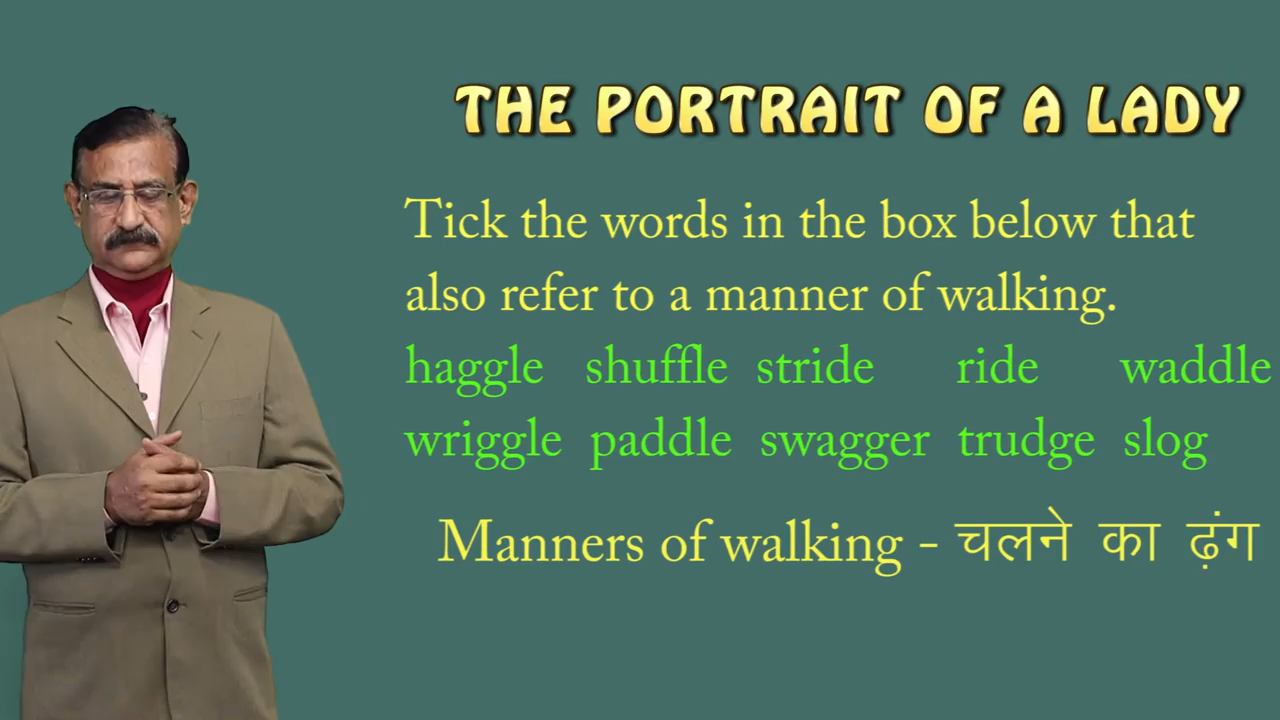 THE PORTRAIT OF A LADY
Tick the words in the box below that
also refer to a manner of walking.
haggle shuffle stride ride waddle
wriggle paddle swagger trudge slog
Manners of walking - चलने का ढ़ंग